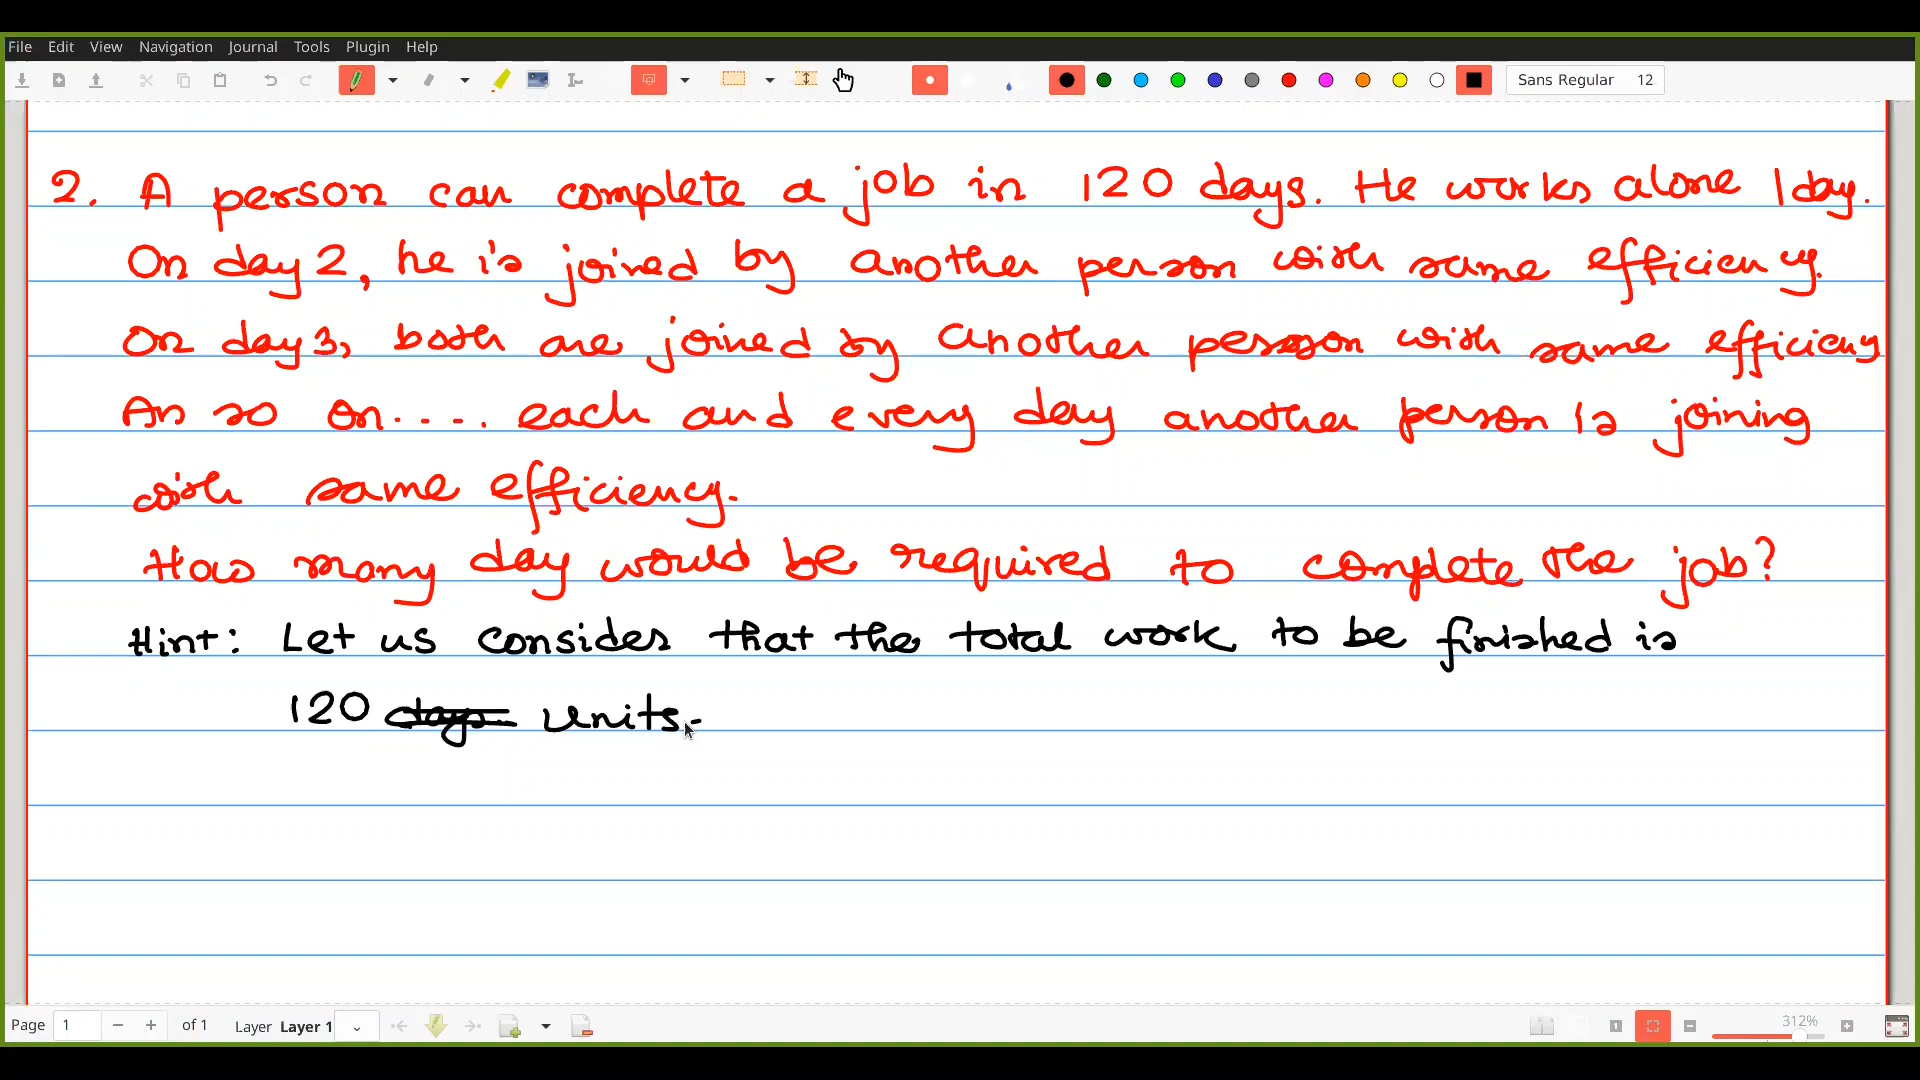 File Edit View Navigation Journal Tools Plugin Help
Sans Regular 12
2. A person can complete a job in 120 days. He works alone 1 day.
On day 2, he is joined by another person with same efficiency.
On day 3, both are joined by another person with same efficiency
An so on.... each and every day another person is joining
with same efficiency.
How many day would be required to complete the job?
Hint: Let us consider that the total work to be finished is
120 days units.
Page 1 of 1 Layer Layer 1 312%